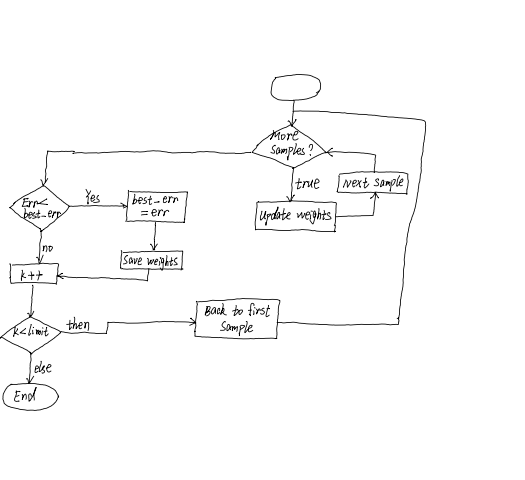 More
Samples?
true
Next Sample
Update weights
Err<
best_err
Yes
best_err
= err
Save weights
no
k++
k<limit
then
Back to first
Sample
else
End